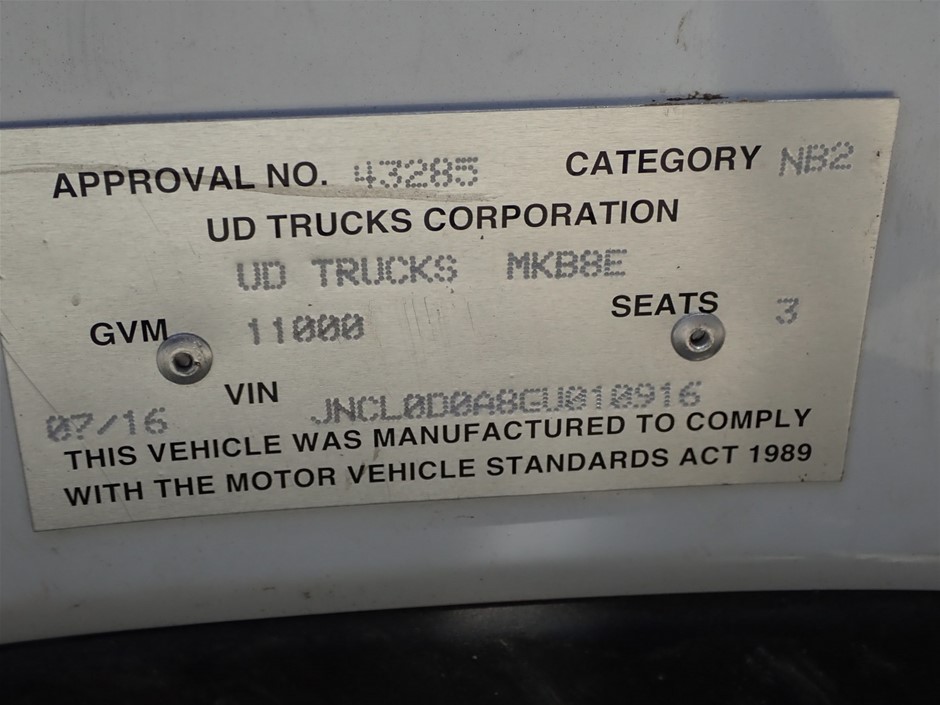 APPROVAL NO. 43285 CATEGORY NB2
UD TRUCKS CORPORATION
UD TRUCKS MKB8E
GVM 11000 SEATS 3
07/16 VIN JNCL0D0A8GU010916
THIS VEHICLE WAS MANUFACTURED TO COMPLY
WITH THE MOTOR VEHICLE STANDARDS ACT 1989